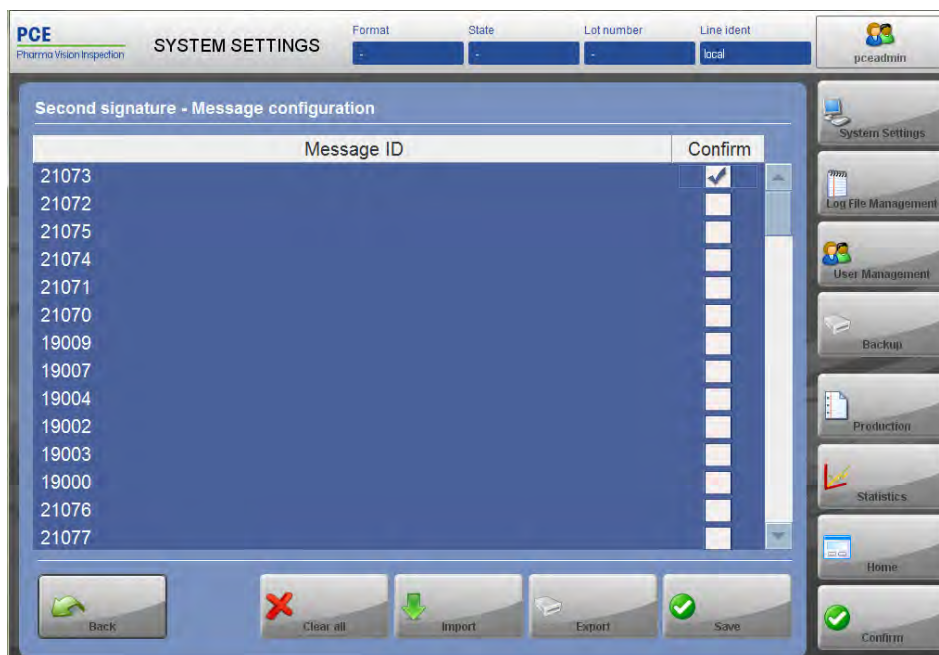 PCE
Pharma Vision Inspection
SYSTEM SETTINGS
Format
State
Lot number
Line ident
-
-
-
local
pceadmin
Second signature - Message configuration
Message ID
Confirm
21073
21072
21075
21074
21071
21070
19009
19007
19004
19002
19003
19000
21076
21077
Back
Clear all
Import
Export
Save
System Settings
Log File Management
User Management
Backup
Production
Statistics
Home
Confirm